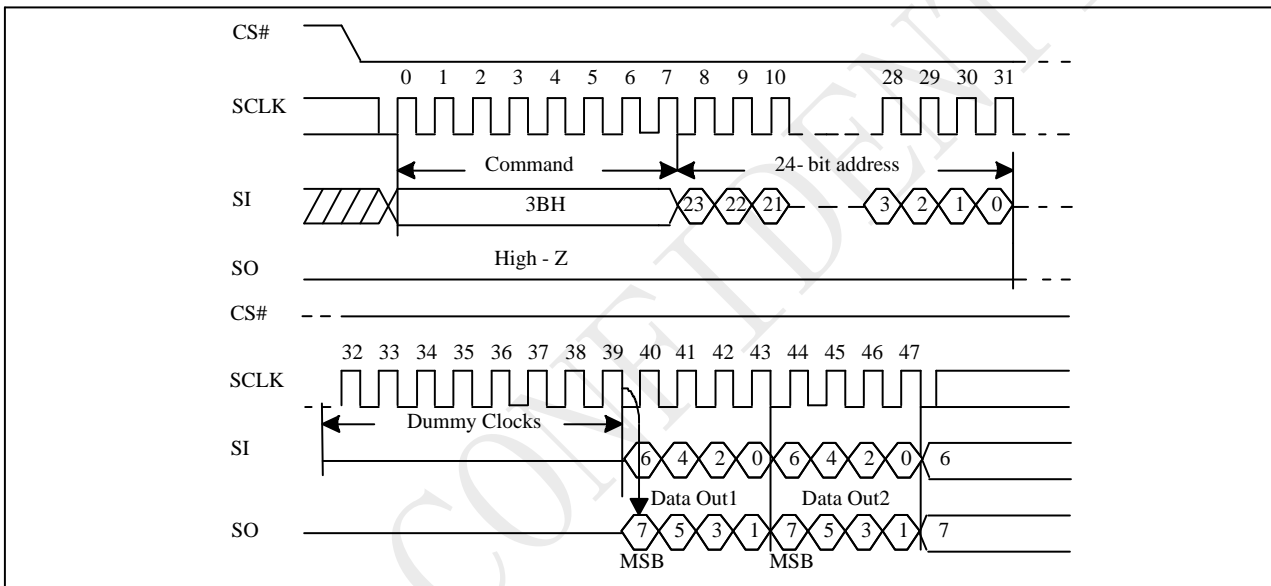 CS#
0 1 2 3 4 5 6 7 8 9 10 28 29 30 31
SCLK
Command 24- bit address
SI 3BH 23 22 21 3 2 1 0
High - Z
SO
CS#
32 33 34 35 36 37 38 39 40 41 42 43 44 45 46 47
SCLK
Dummy Clocks
SI 6 4 2 0 6 4 2 0 6
Data Out1 Data Out2
SO 7 5 3 1 7 5 3 1 7
MSB MSB
CONFIDENT